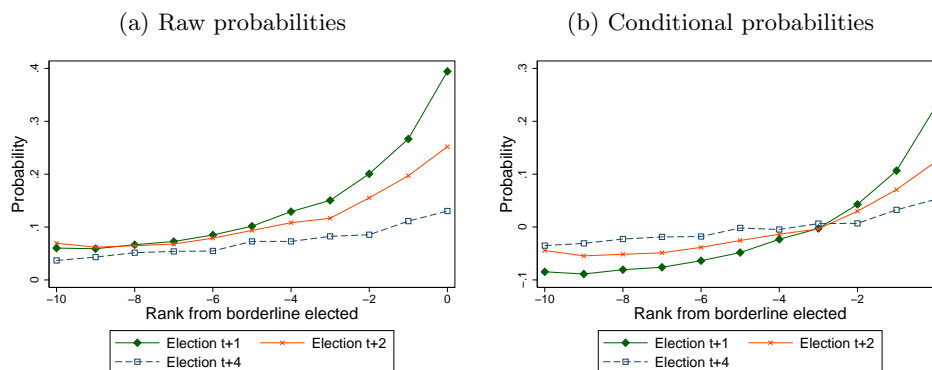 (a) Raw probabilities
(b) Conditional probabilities
.4
.3
.2
.1
0
Probability
−10
−8
−6
−4
−2
0
Rank from borderline elected
Election t+1
Election t+2
Election t+4
.3
.2
.1
0
−.1
Probability
−10
−8
−6
−4
−2
Rank from borderline elected
Election t+1
Election t+2
Election t+4